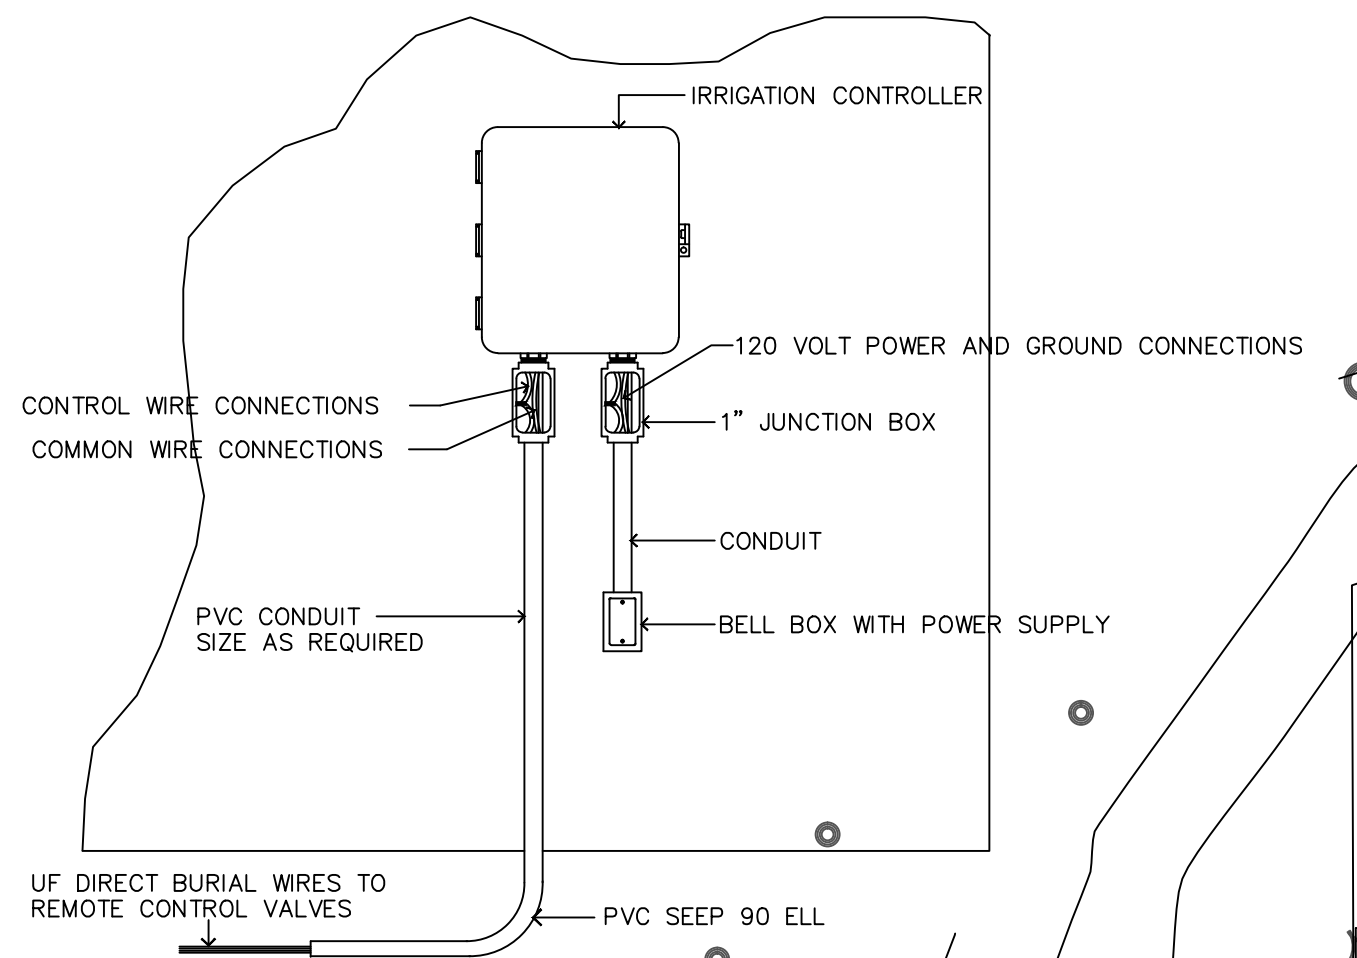 IRRIGATION CONTROLLER
120 VOLT POWER AND GROUND CONNECTIONS
CONTROL WIRE CONNECTIONS
1" JUNCTION BOX
COMMON WIRE CONNECTIONS
CONDUIT
PVC CONDUIT
SIZE AS REQUIRED
BELL BOX WITH POWER SUPPLY
UF DIRECT BURIAL WIRES TO
REMOTE CONTROL VALVES
PVC SEEP 90 ELL